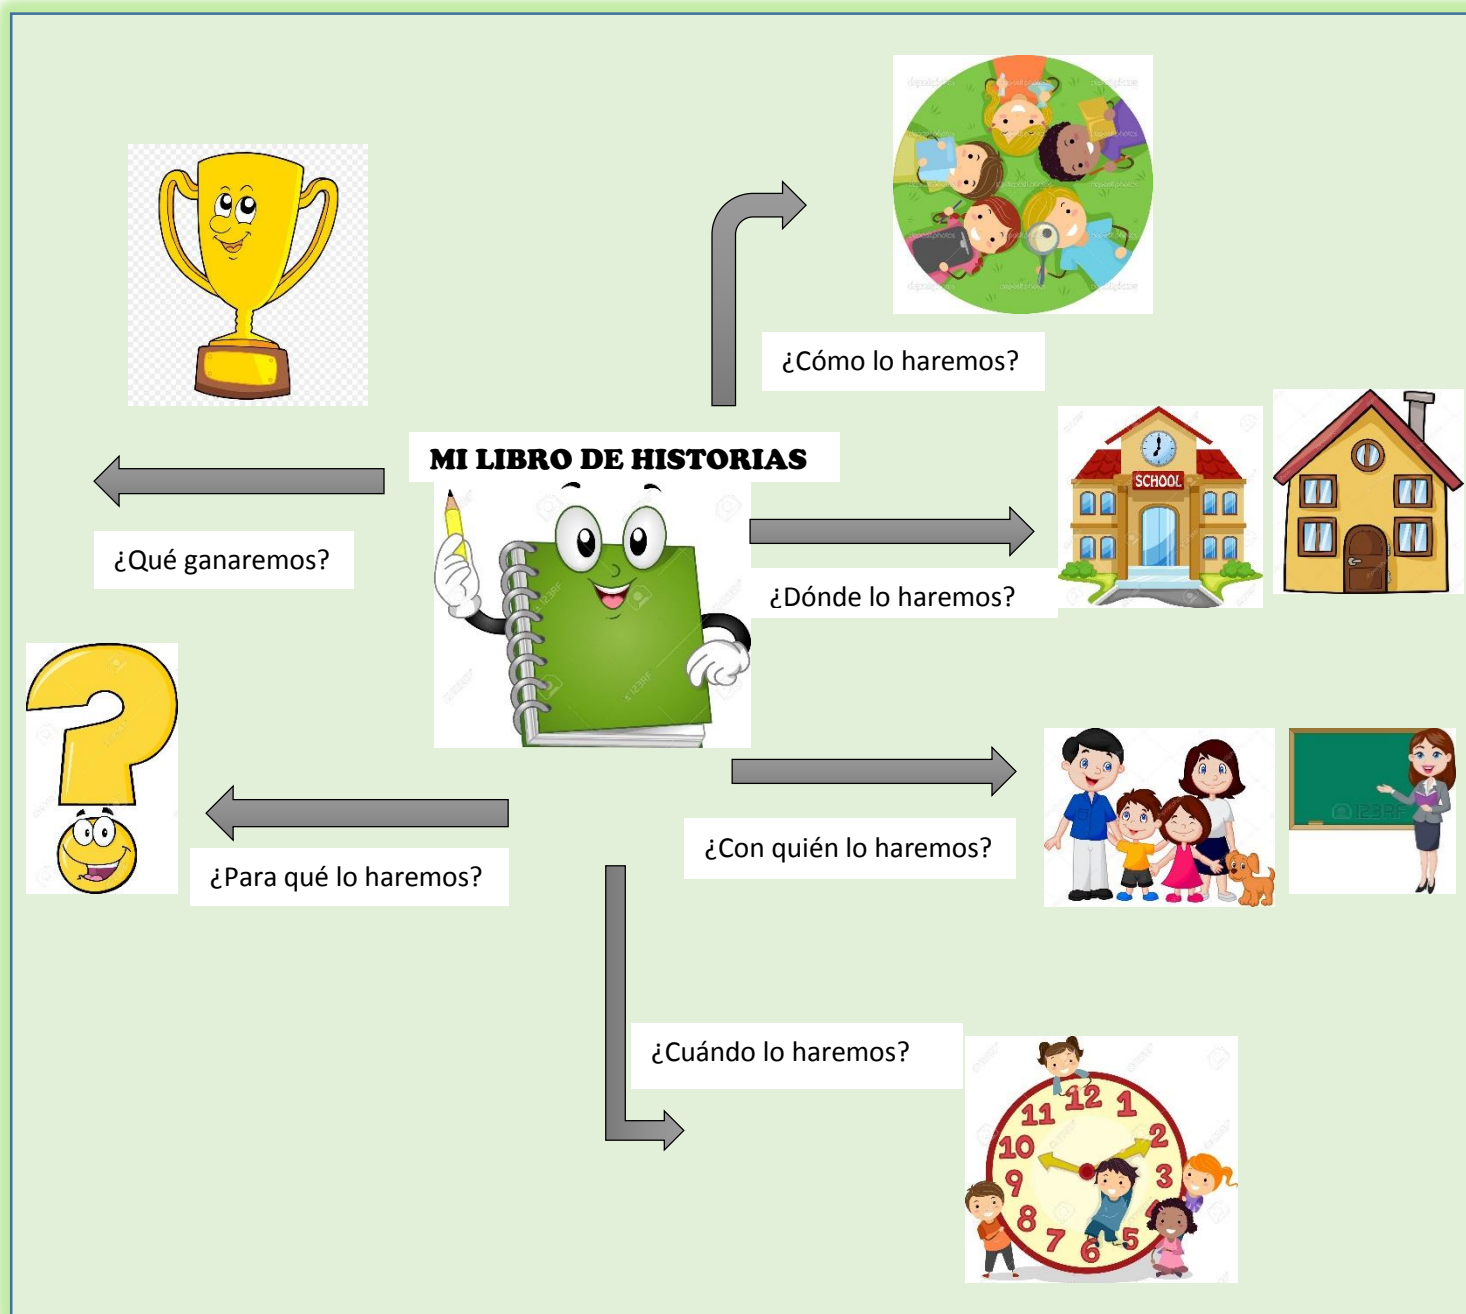 ¿Cómo lo haremos?
MI LIBRO DE HISTORIAS
SCHOOL
¿Qué ganaremos?
¿Dónde lo haremos?
¿Con quién lo haremos?
123RF
¿Para qué lo haremos?
¿Cuándo lo haremos?
11 12 1
10 2
9 3
8
7 6 5